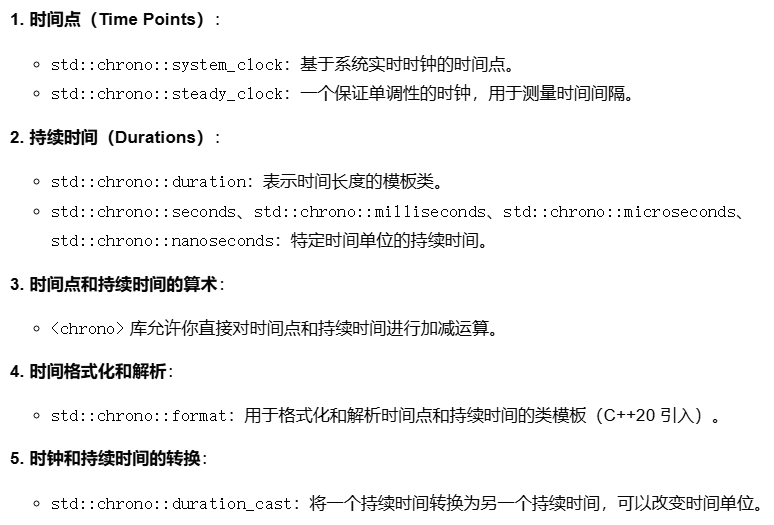 1. 时间点（Time Points）:
std::chrono::system_clock：基于系统实时时钟的时间点。
std::chrono::steady_clock：一个保证单调性的时钟，用于测量时间间隔。
2. 持续时间（Durations）:
std::chrono::duration：表示时间长度的模板类。
std::chrono::seconds、std::chrono::milliseconds、std::chrono::microseconds、
std::chrono::nanoseconds：特定时间单位的持续时间。
3. 时间点和持续时间的算术:
<chrono> 库允许你直接对时间点和持续时间进行加减运算。
4. 时间格式化和解析:
std::chrono::format：用于格式化和解析时间点和持续时间的类模板（C++20 引入）。
5. 时钟和持续时间的转换:
std::chrono::duration_cast：将一个持续时间转换为另一个持续时间，可以改变时间单位。